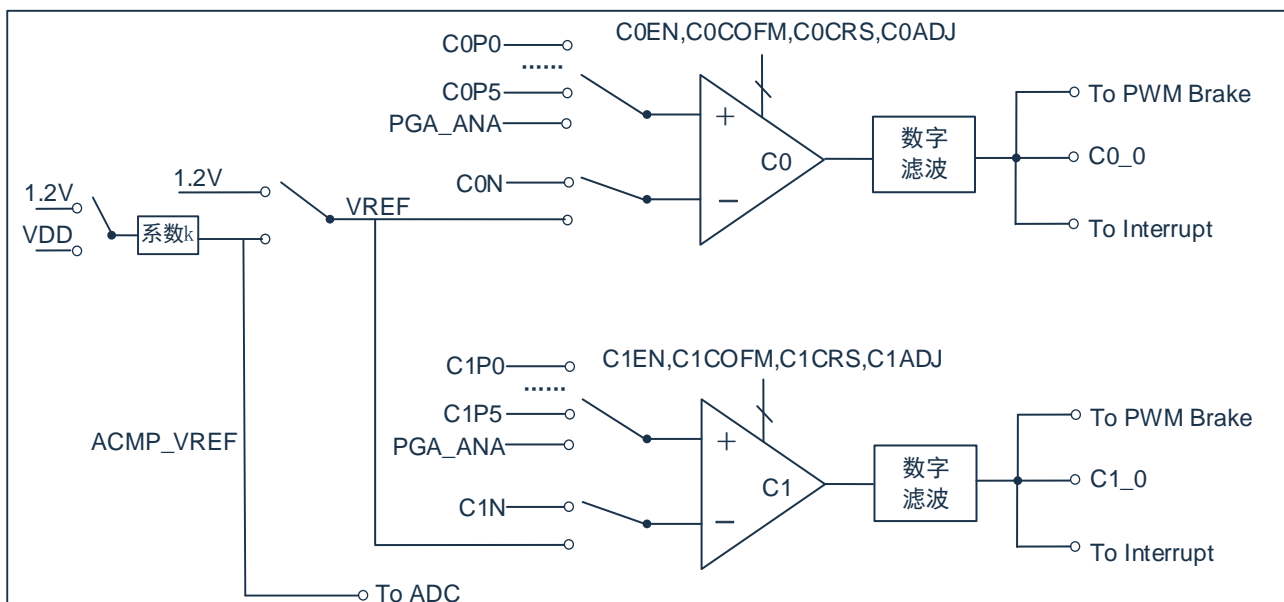 C0P0
C0EN,C0COFM,C0CRS,C0ADJ
......
C0P5
PGA_ANA
+
C0
数字
滤波
To PWM Brake
C0_0
To Interrupt
C0N
−
1.2V
1.2V
VREF
VDD
系数k
C1P0
C1EN,C1COFM,C1CRS,C1ADJ
......
C1P5
PGA_ANA
+
C1
数字
滤波
To PWM Brake
C1_0
To Interrupt
ACMP_VREF
C1N
−
To ADC